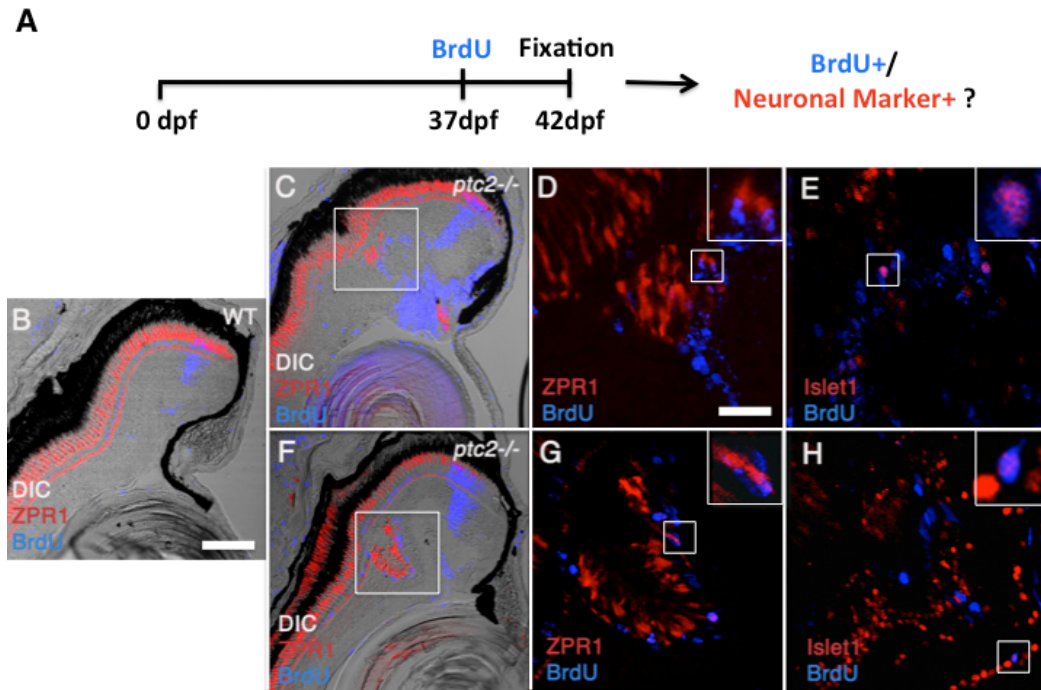 A
BrdU Fixation
0 dpf 37dpf 42dpf
BrdU+/
Neuronal Marker+ ?
B WT
DIC
ZPR1
BrdU
C ptc2-/-
DIC
ZPR1
BrdU
D
ZPR1
BrdU
E
Islet1
BrdU
F ptc2-/-
DIC
ZPR1
BrdU
G
ZPR1
BrdU
H
Islet1
BrdU